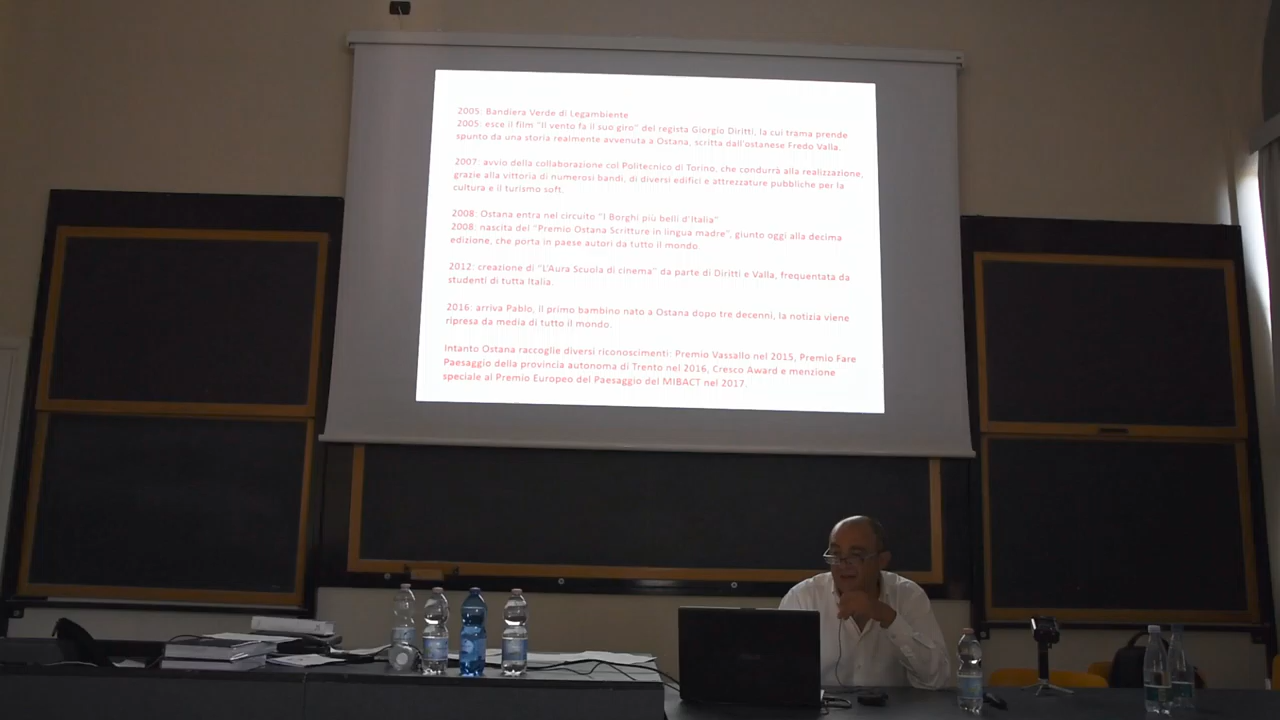 2005: Bandiera Verde di Legambiente
2005: esce il film "Il vento fa il suo giro" del regista Giorgio Diritti, la cui trama prende
spunto da una storia realmente avvenuta a Ostana, scritta dall'ostanese Fredo Valla.
2007: avvio della collaborazione col Politecnico di Torino, che condurrà alla realizzazione,
grazie alla vittoria di numerosi bandi, di diversi edifici e attrezzature pubbliche per la
cultura e il turismo soft.
2008: Ostana entra nel circuito "I Borghi più belli d'Italia"
2008: nascita del "Premio Ostana Scritture in lingua madre", giunto oggi alla decima
edizione, che porta in paese autori da tutto il mondo.
2012: creazione di "L'Aura Scuola di cinema" da parte di Diritti e Valla, frequentata da
studenti di tutta Italia.
2016: arriva Pablo, il primo bambino nato a Ostana dopo tre decenni, la notizia viene
ripresa da media di tutto il mondo.
Intanto Ostana raccoglie diversi riconoscimenti: Premio Vassallo nel 2015, Premio Fare
Paesaggio della provincia autonoma di Trento nel 2016, Cresco Award e menzione
speciale al Premio Europeo del Paesaggio del MIBACT nel 2017.